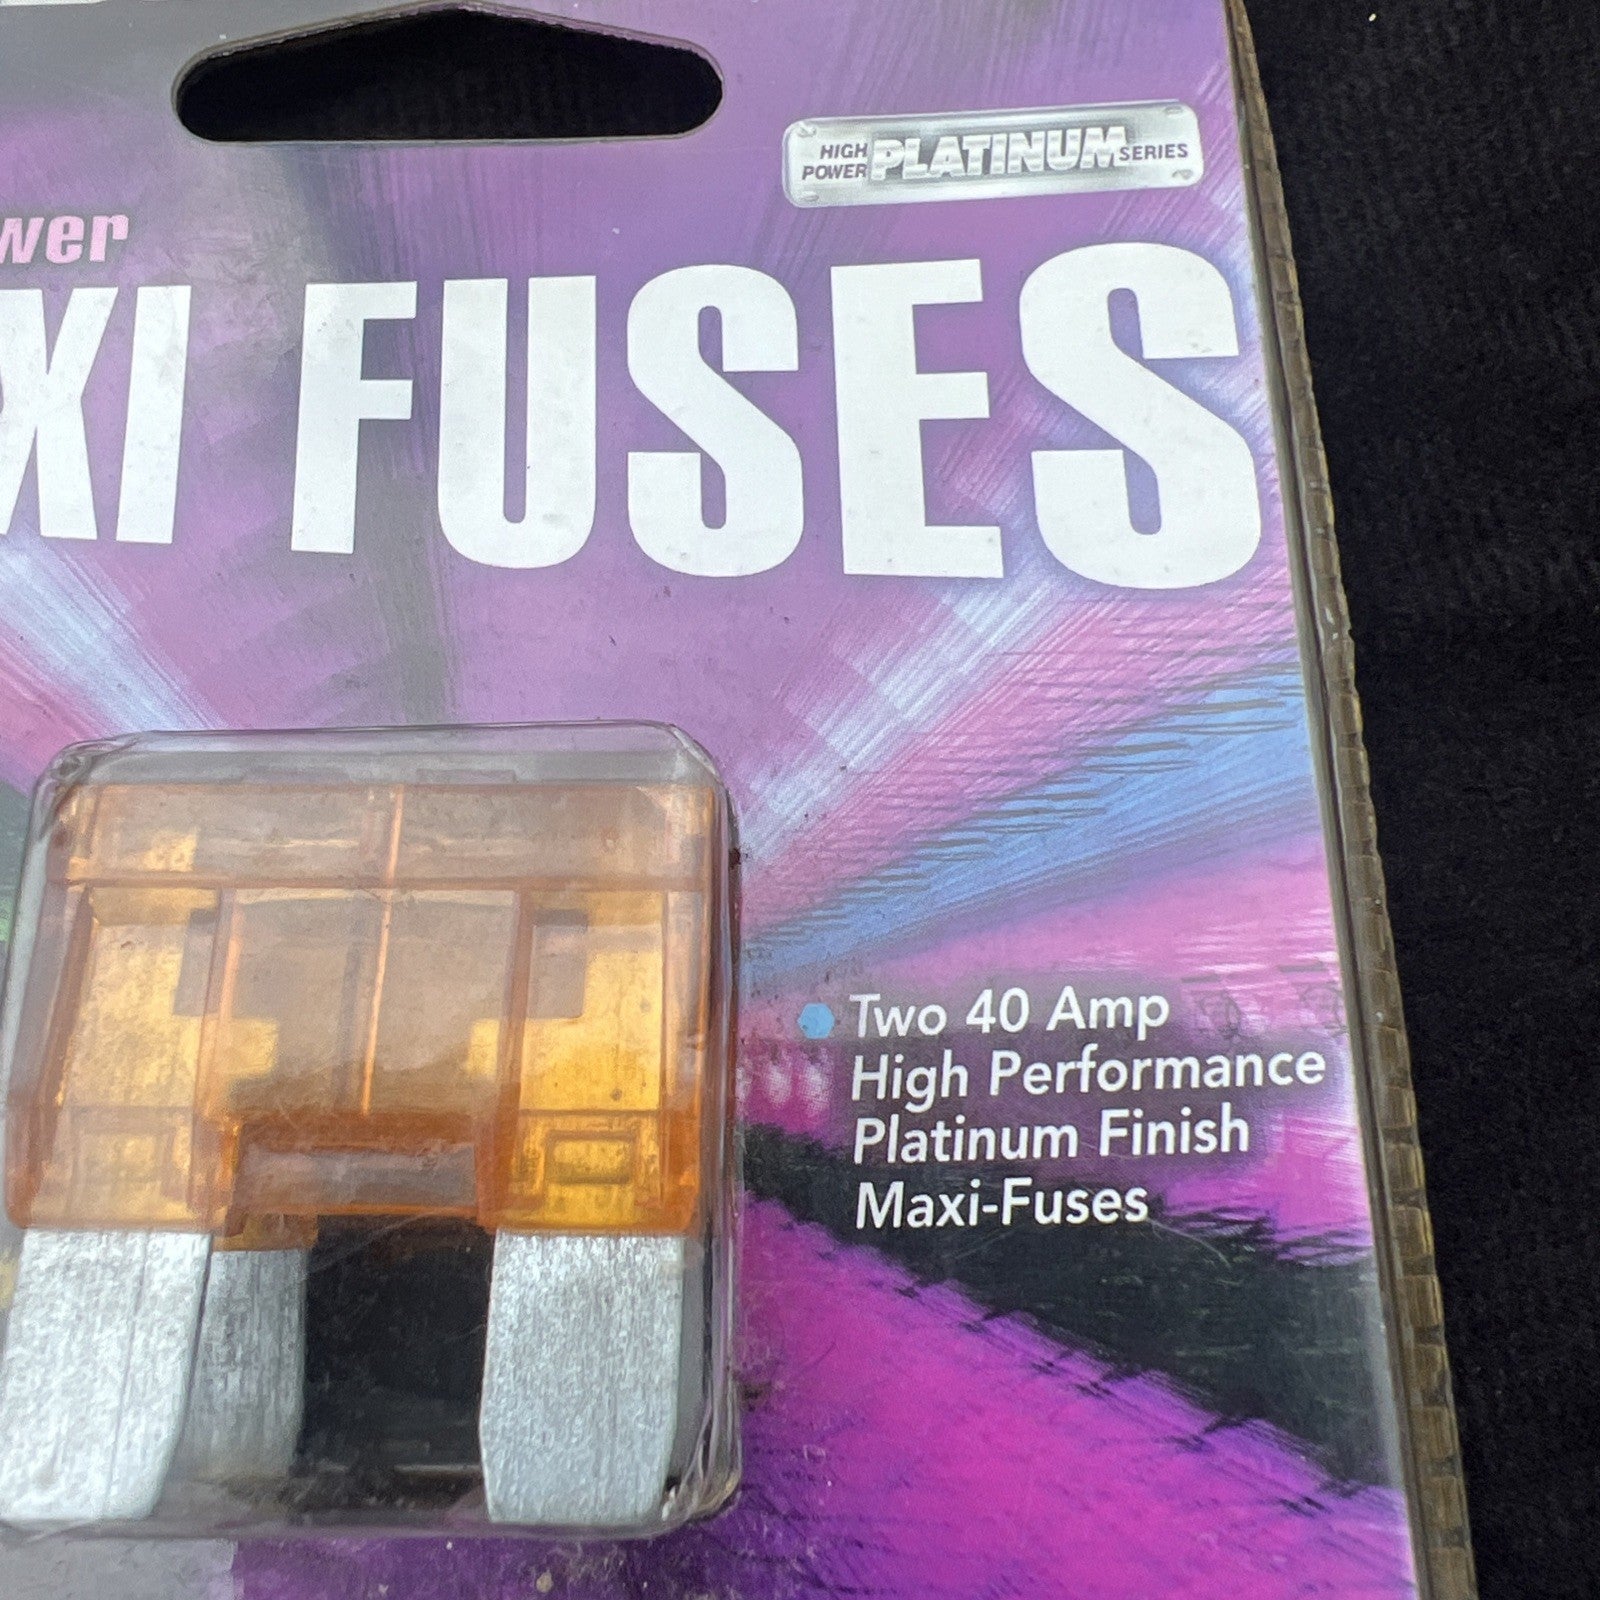 HIGH POWER PLATINUM SERIES
wer
XI FUSES
Two 40 Amp
High Performance
Platinum Finish
Maxi-Fuses